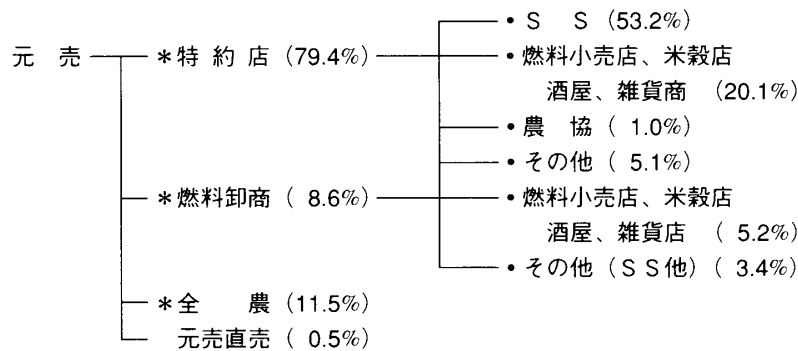 • S S (53.2%)
元 売 *特 約 店 (79.4%) • 燃料小売店、米穀店
酒屋、雑貨商 (20.1%)
• 農 協 ( 1.0%)
• その他 ( 5.1%)
*燃料卸商 ( 8.6%) • 燃料小売店、米穀店
酒屋、雑貨店 ( 5.2%)
• その他 (SS他) ( 3.4%)
*全 農 (11.5%)
元売直売 ( 0.5%)